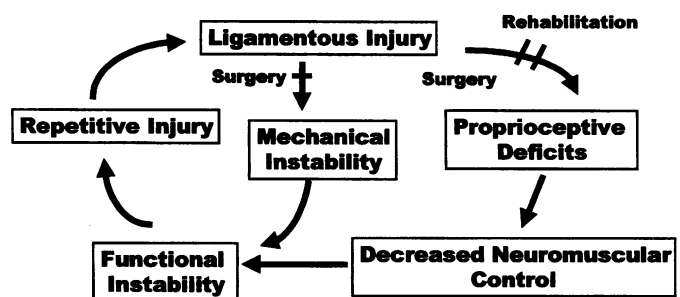 Rehabilitation
Ligamentous Injury
Surgery
Surgery
Repetitive Injury
Mechanical
Instability
Proprioceptive
Deficits
Functional
Instability
Decreased Neuromuscular
Control